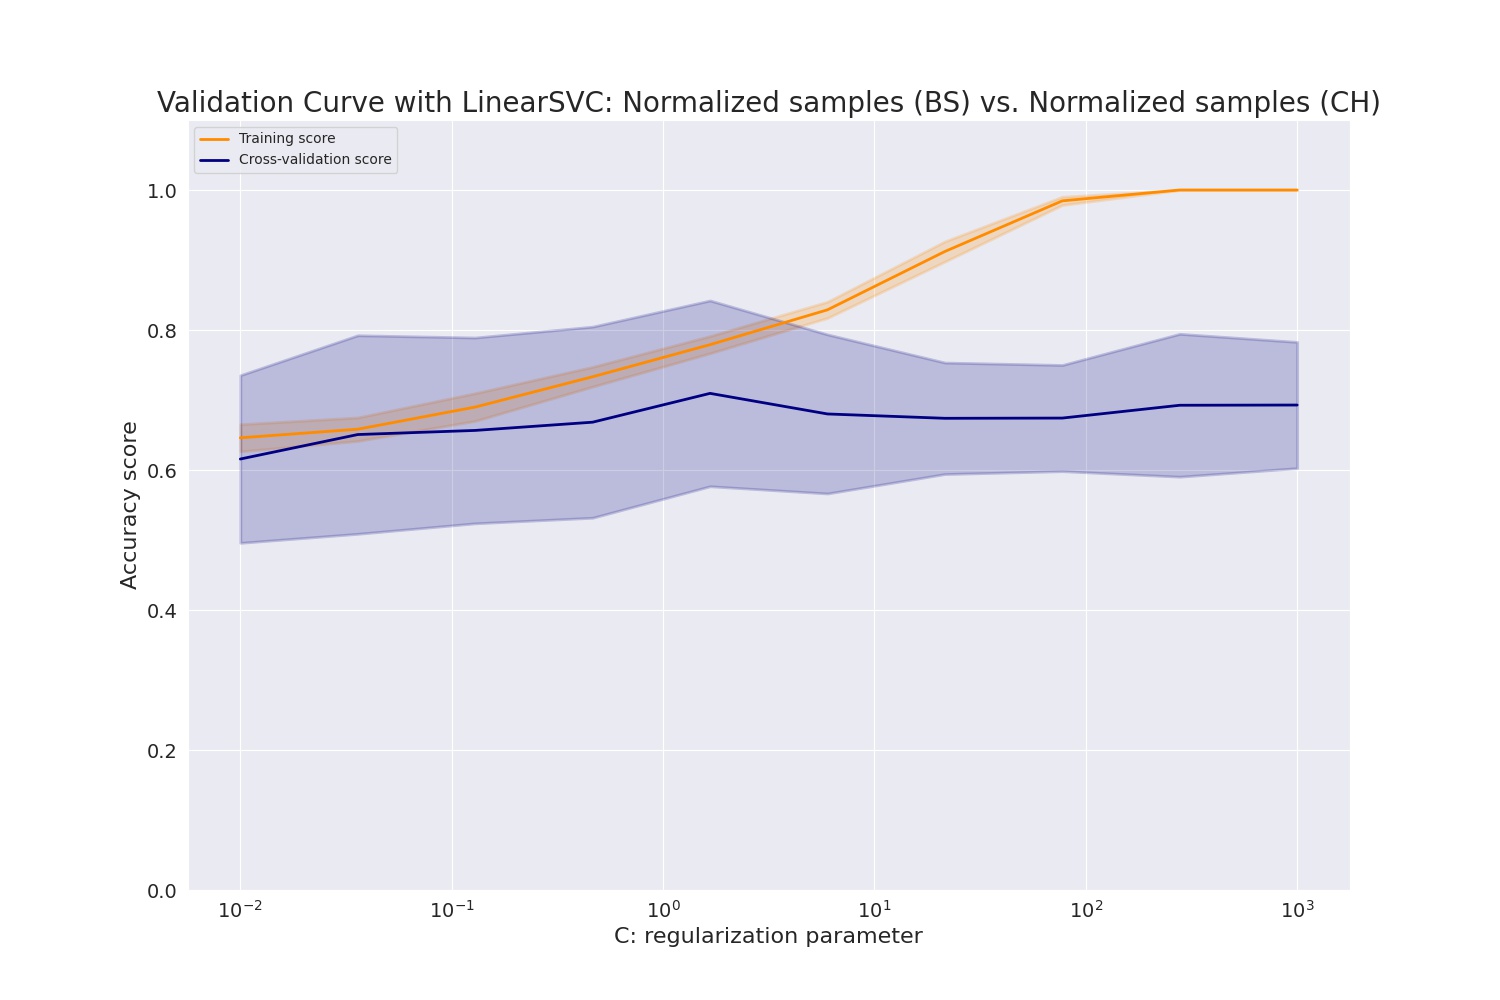 Validation Curve with LinearSVC: Normalized samples (BS) vs. Normalized samples (CH)
Training score
Cross-validation score
Accuracy score
1.0
0.8
0.6
0.4
0.2
0.0
10⁻² 10⁻¹ 10⁰ 10¹ 10² 10³
C: regularization parameter